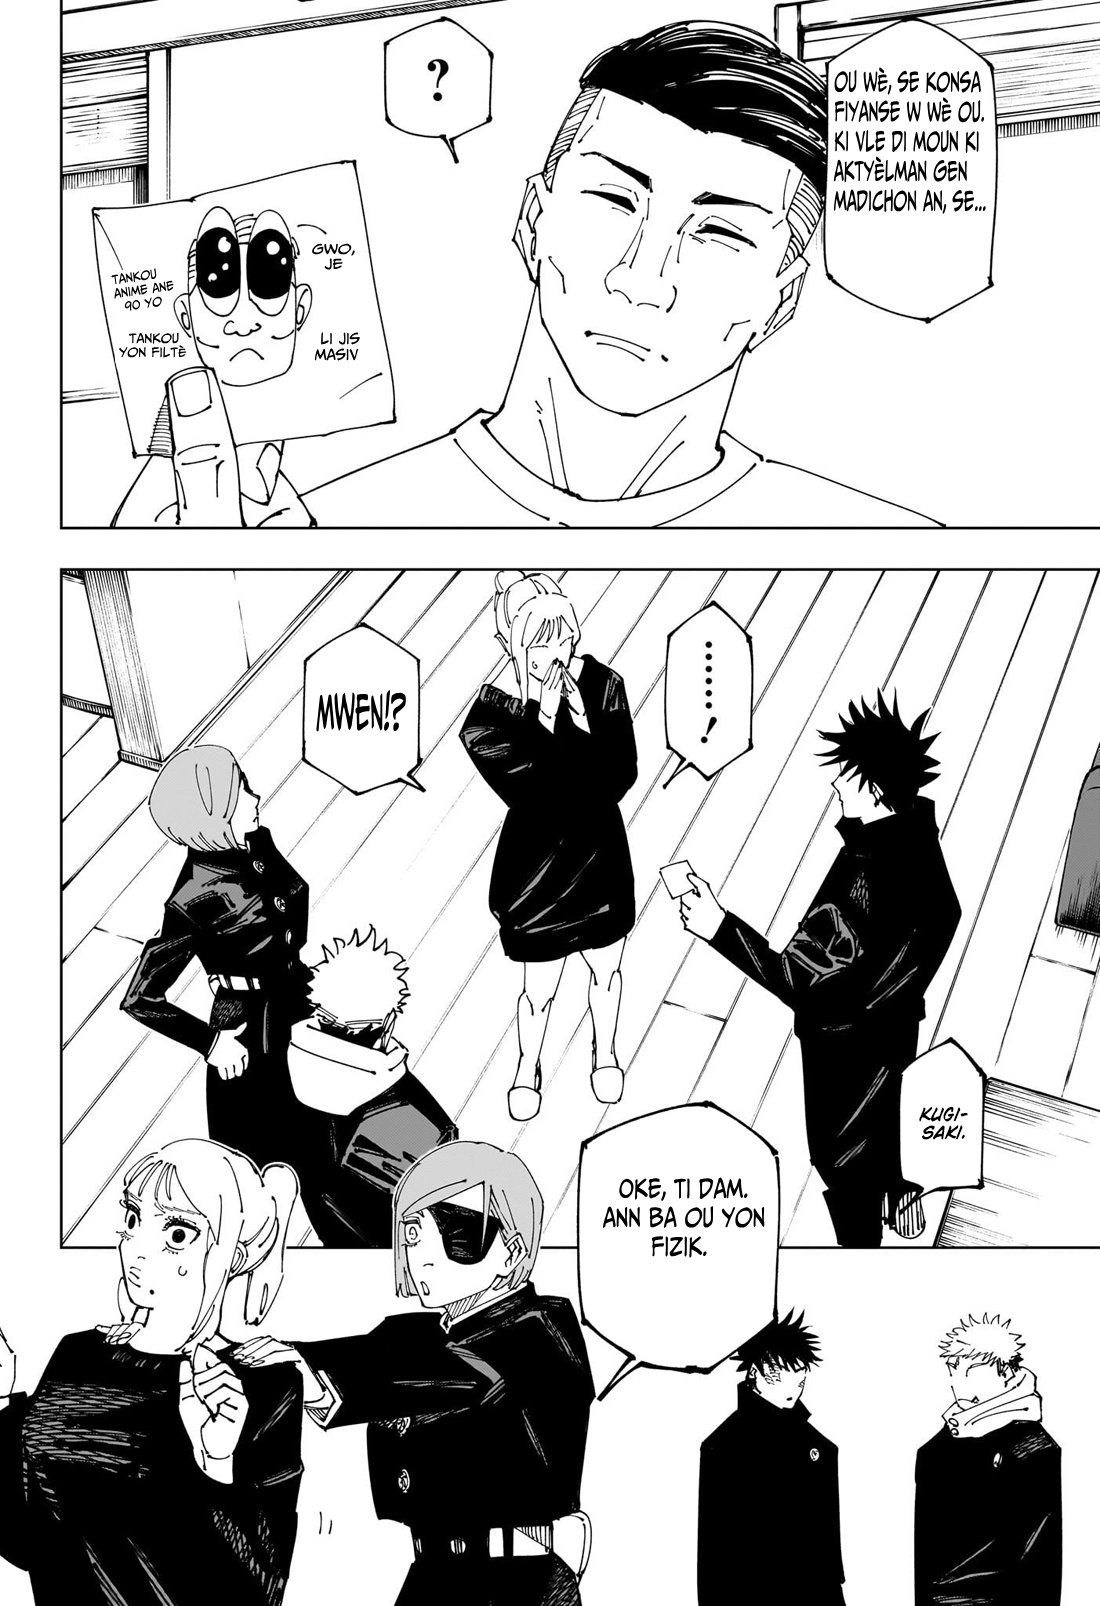 OU WÈ, SE KONSA
FIYANSE W WÈ OU.
KI VLE DI MOUN KI
AKTYÈLMAN GEN
MADICHON AN, SE...
?
GWO,
JE
TANKOU
ANIME ANE
90 YO
TANKOU
YON FILTÈ
LI JIS
MASIV
.......!
MWEN!?
KUGI-
SAKI.
OKE, TI DAM.
ANN BA OU YON
FIZIK.